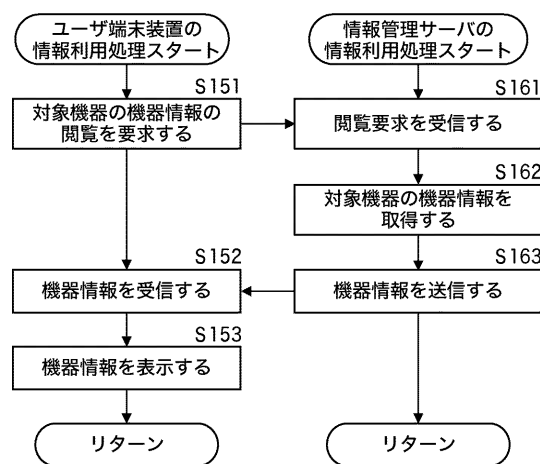 ユーザ端末装置の
情報利用処理スタート
S151
対象機器の機器情報の
閲覧を要求する
S152
機器情報を受信する
S153
機器情報を表示する
リターン
情報管理サーバの
情報利用処理スタート
S161
閲覧要求を受信する
S162
対象機器の機器情報を
取得する
S163
機器情報を送信する
リターン